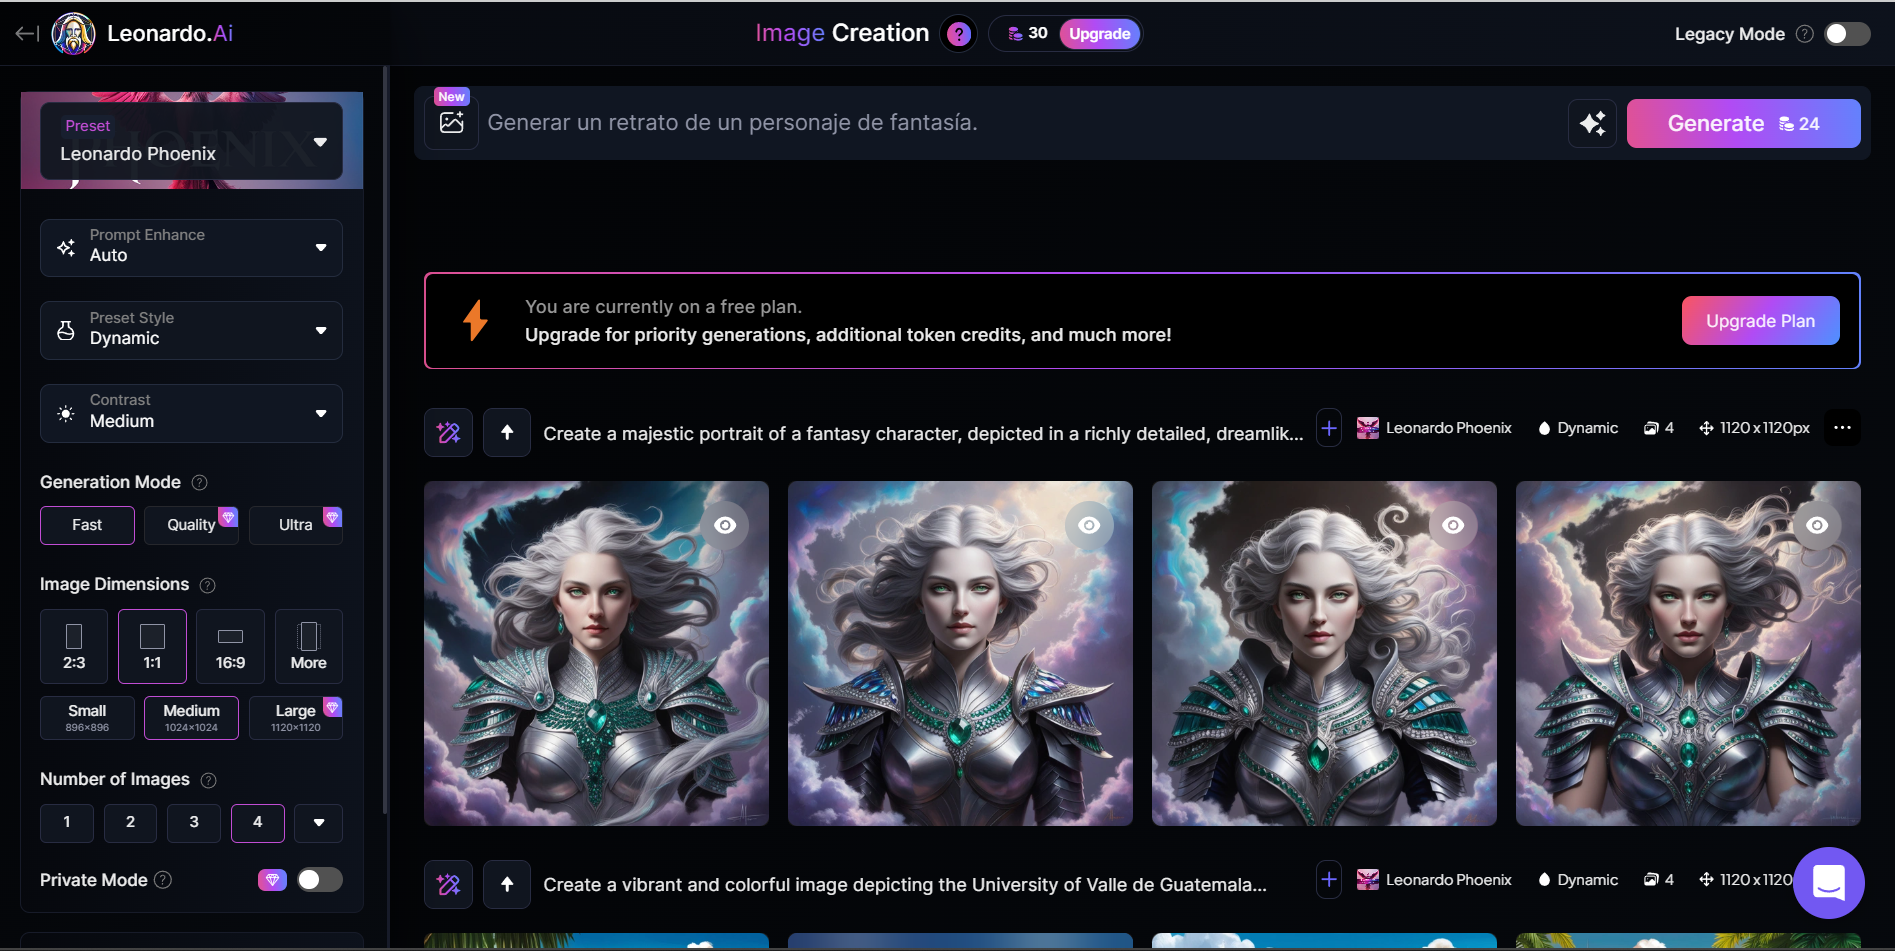 Leonardo.Ai
Image Creation
?
30
Upgrade
Legacy Mode ?
Preset
Leonardo Phoenix
PHOENIX
Prompt Enhance
Auto
Preset Style
Dynamic
Contrast
Medium
Generation Mode ?
Fast
Quality
Ultra
Image Dimensions ?
2:3
1:1
16:9
More
Small
896×896
Medium
1024×1024
Large
1120×1120
Number of Images ?
1
2
3
4
Private Mode ?
New
Generar un retrato de un personaje de fantasía.
Generate 24
You are currently on a free plan.
Upgrade for priority generations, additional token credits, and much more!
Upgrade Plan
Create a majestic portrait of a fantasy character, depicted in a richly detailed, dreamlik...
Leonardo Phoenix
Dynamic
4
1120 x 1120px
Create a vibrant and colorful image depicting the University of Valle de Guatemala...
Leonardo Phoenix
Dynamic
4
1120 x 1120